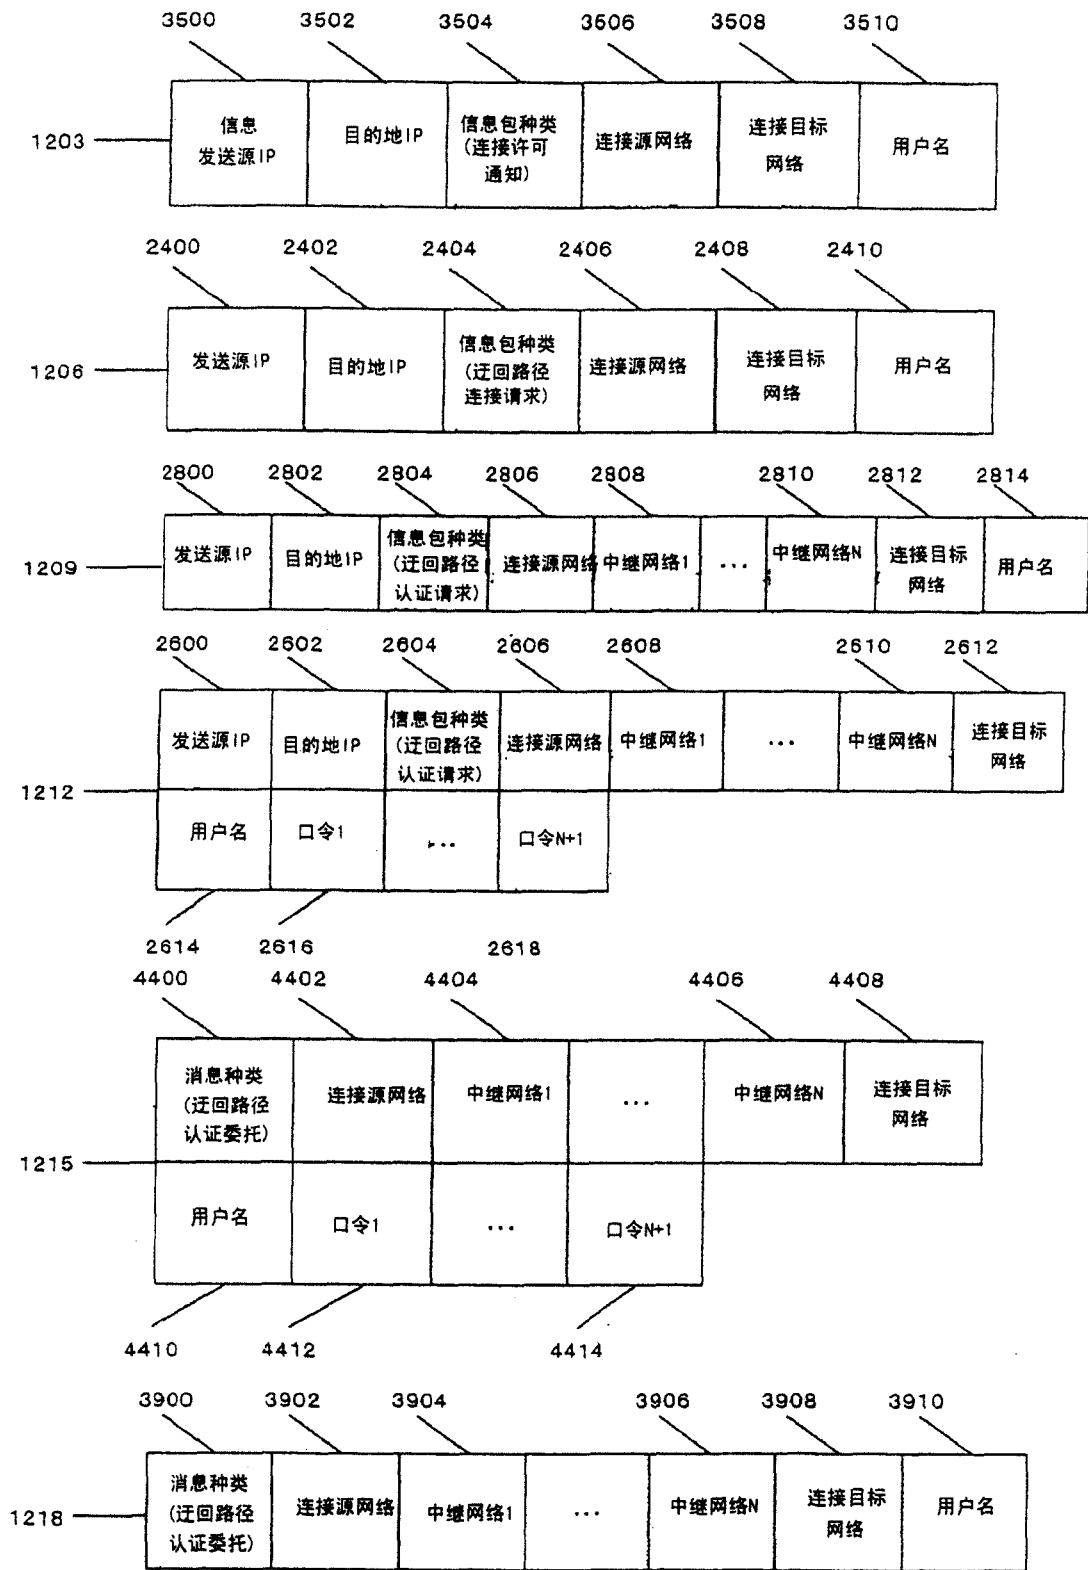 3500 3502 3504 3506 3508 3510
1203
信息
发送源IP
目的地IP
信息包种类
(连接许可
通知)
连接源网络
连接目标
网络
用户名
2400 2402 2404 2406 2408 2410
1206
发送源IP
目的地IP
信息包种类
(迂回路径
连接请求)
连接源网络
连接目标
网络
用户名
2800 2802 2804 2806 2808 2810 2812 2814
1209
发送源IP
目的地IP
信息包种类
(迂回路径
认证请求)
连接源网络
中继网络1
...
中继网络N
连接目标
网络
用户名
2600 2602 2604 2606 2608 2610 2612
1212
发送源IP
目的地IP
信息包种类
(迂回路径
认证请求)
连接源网络
中继网络1
...
中继网络N
连接目标
网络
用户名
口令1
...
口令N+1
2614 2616 2618
4400 4402 4404 4406 4408
1215
消息种类
(迂回路径
认证委托)
连接源网络
中继网络1
...
中继网络N
连接目标
网络
用户名
口令1
...
口令N+1
4410 4412 4414
3900 3902 3904 3906 3908 3910
1218
消息种类
(迂回路径
认证委托)
连接源网络
中继网络1
...
中继网络N
连接目标
网络
用户名